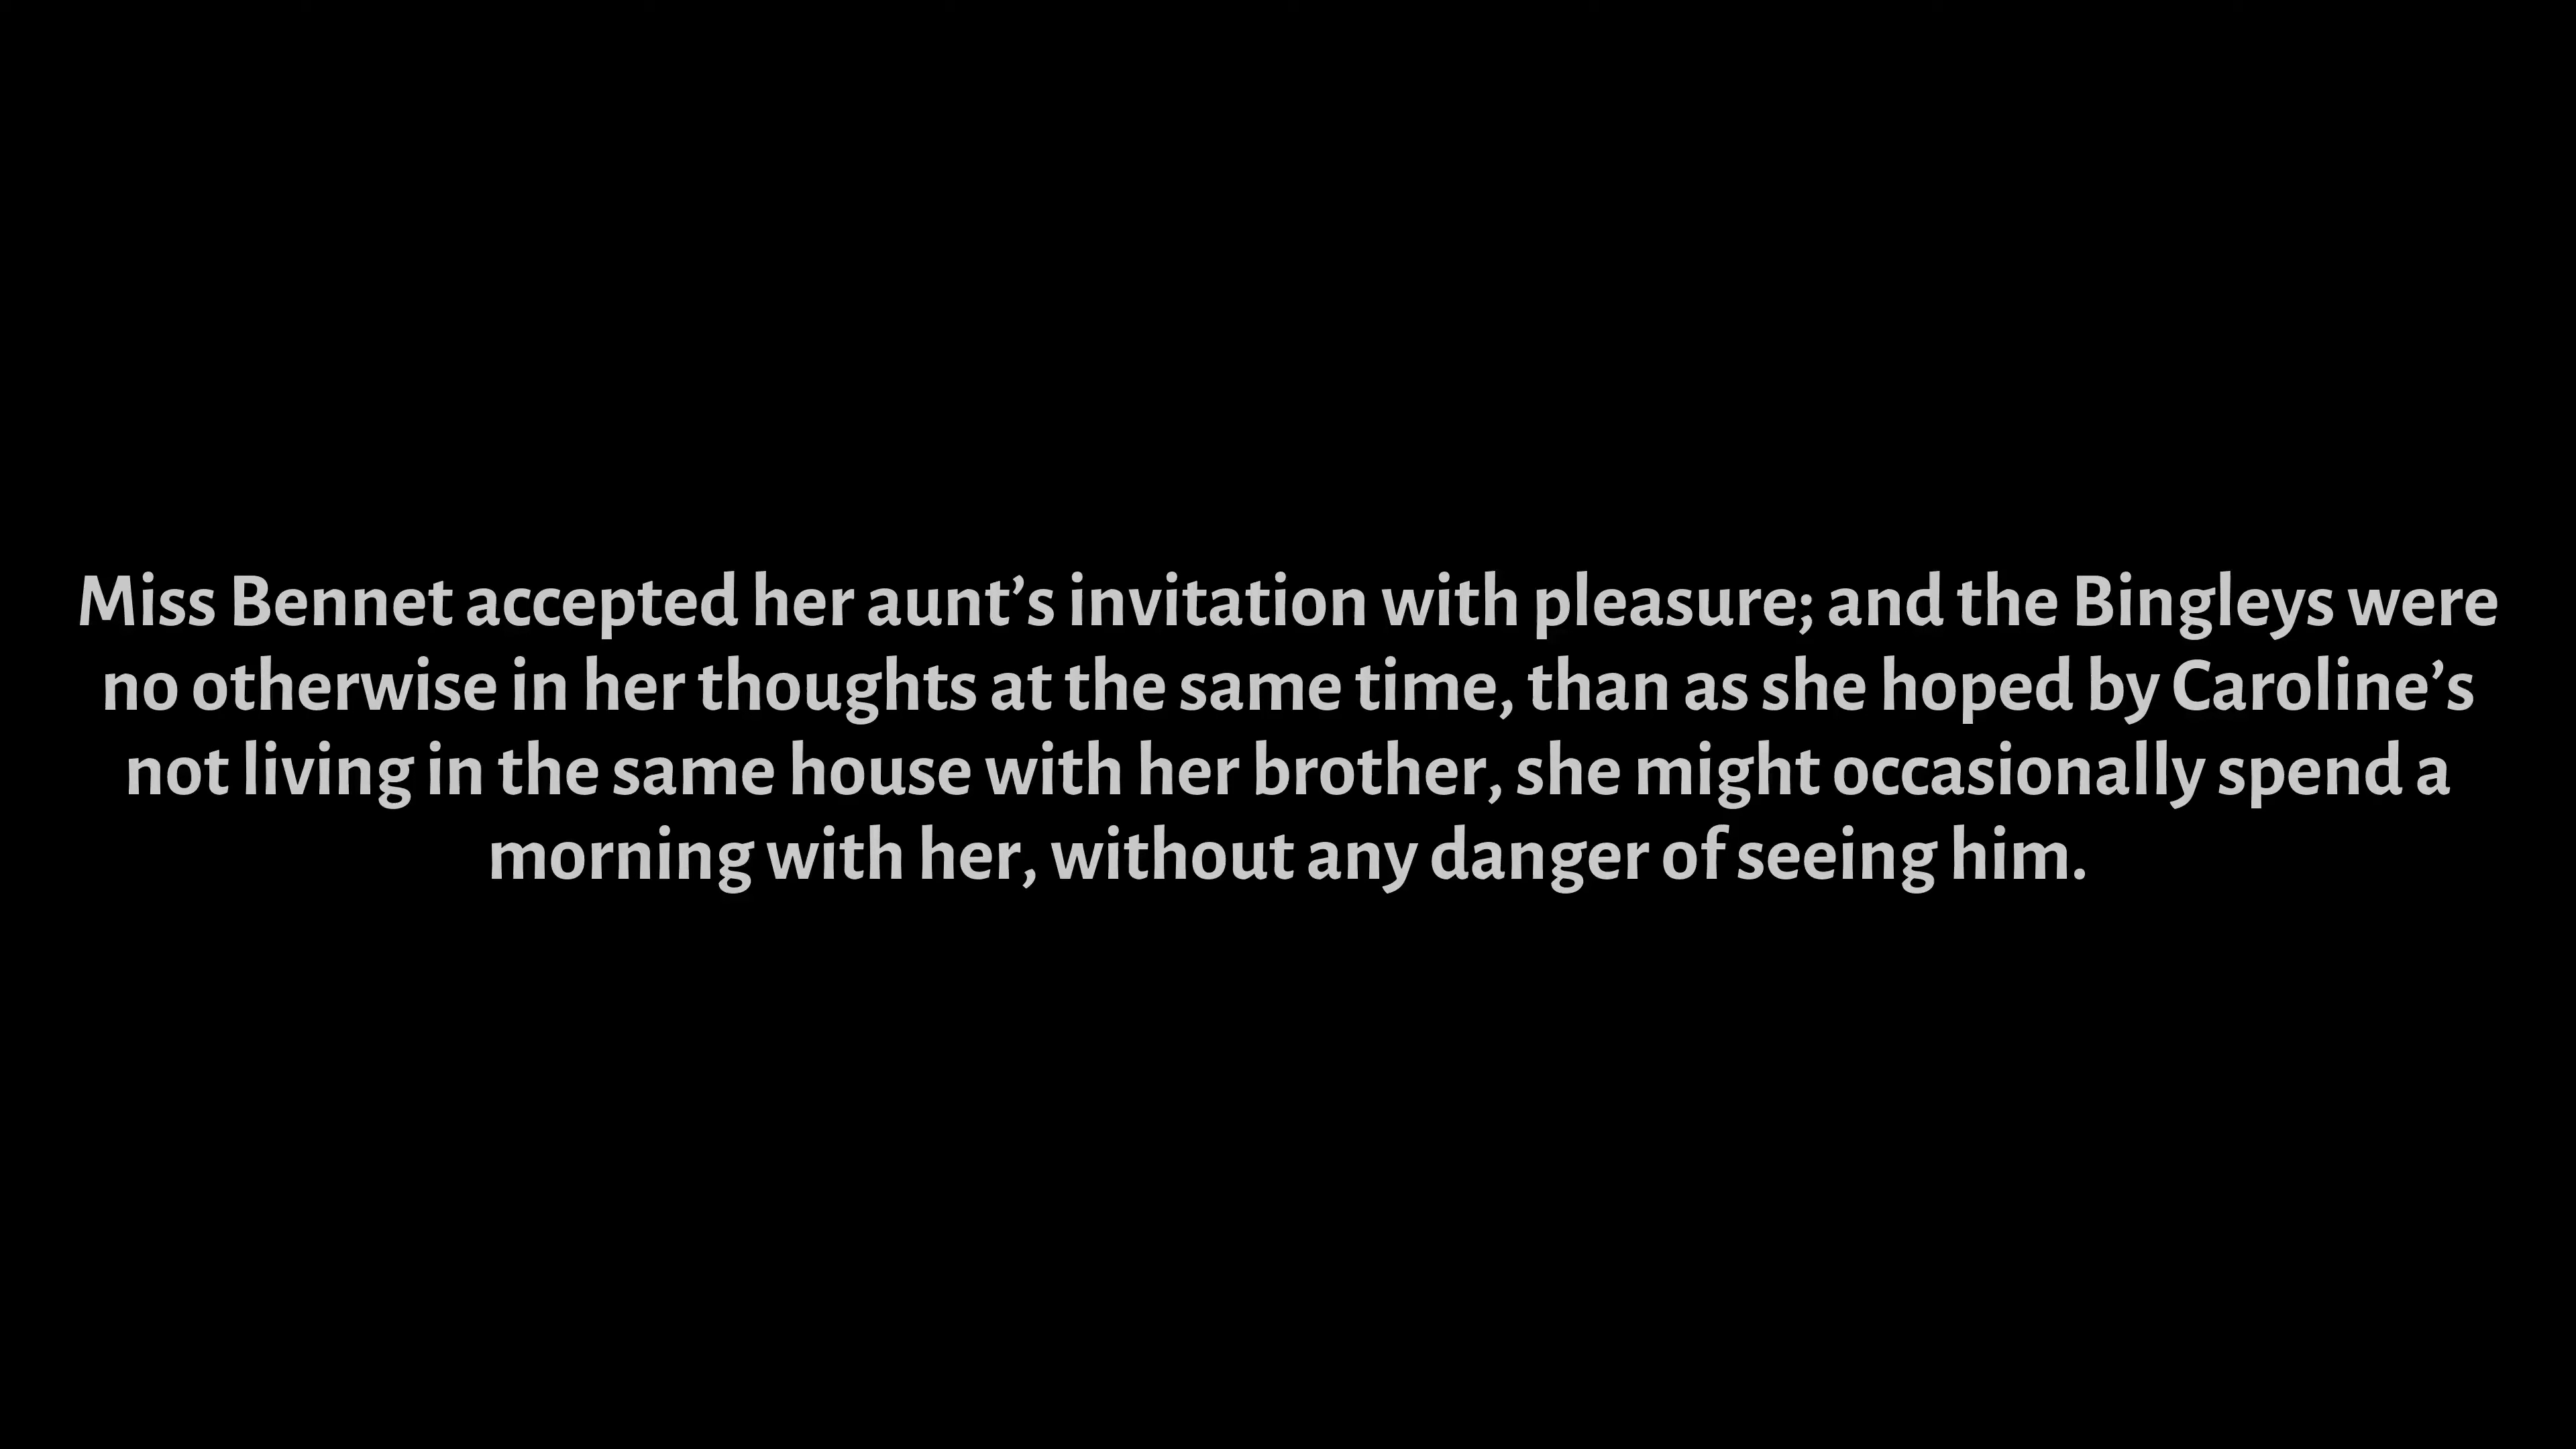 Miss Bennet accepted her aunt’s invitation with pleasure; and the Bingleys were
no otherwise in her thoughts at the same time, than as she hoped by Caroline’s
not living in the same house with her brother, she might occasionally spend a
morning with her, without any danger of seeing him.